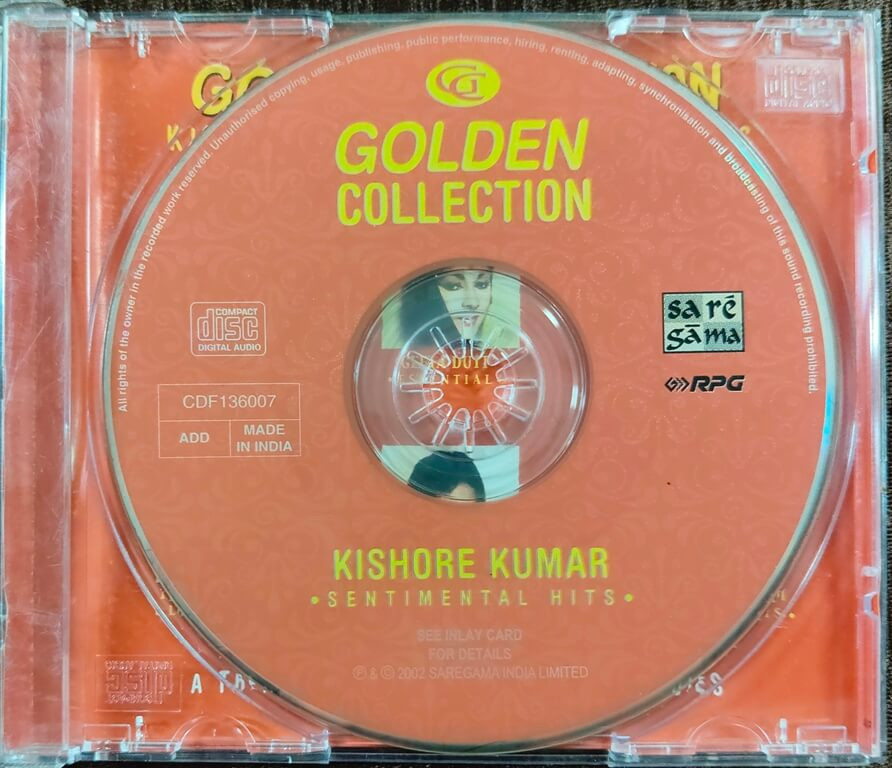 All rights of the owner in the recorded work reserved. Unauthorised copying, usage, publishing, public performance, hiring, renting, adapting, synchronisation and broadcasting of this sound recording prohibited.
GOLDEN
COLLECTION
COMPACT
disc
DIGITAL AUDIO
sa rē
gā ma
RPG
CDF136007
ADD
MADE
IN INDIA
KISHORE KUMAR
•SENTIMENTAL HITS•
SEE INLAY CARD
FOR DETAILS
℗ & © 2002 SAREGAMA INDIA LIMITED